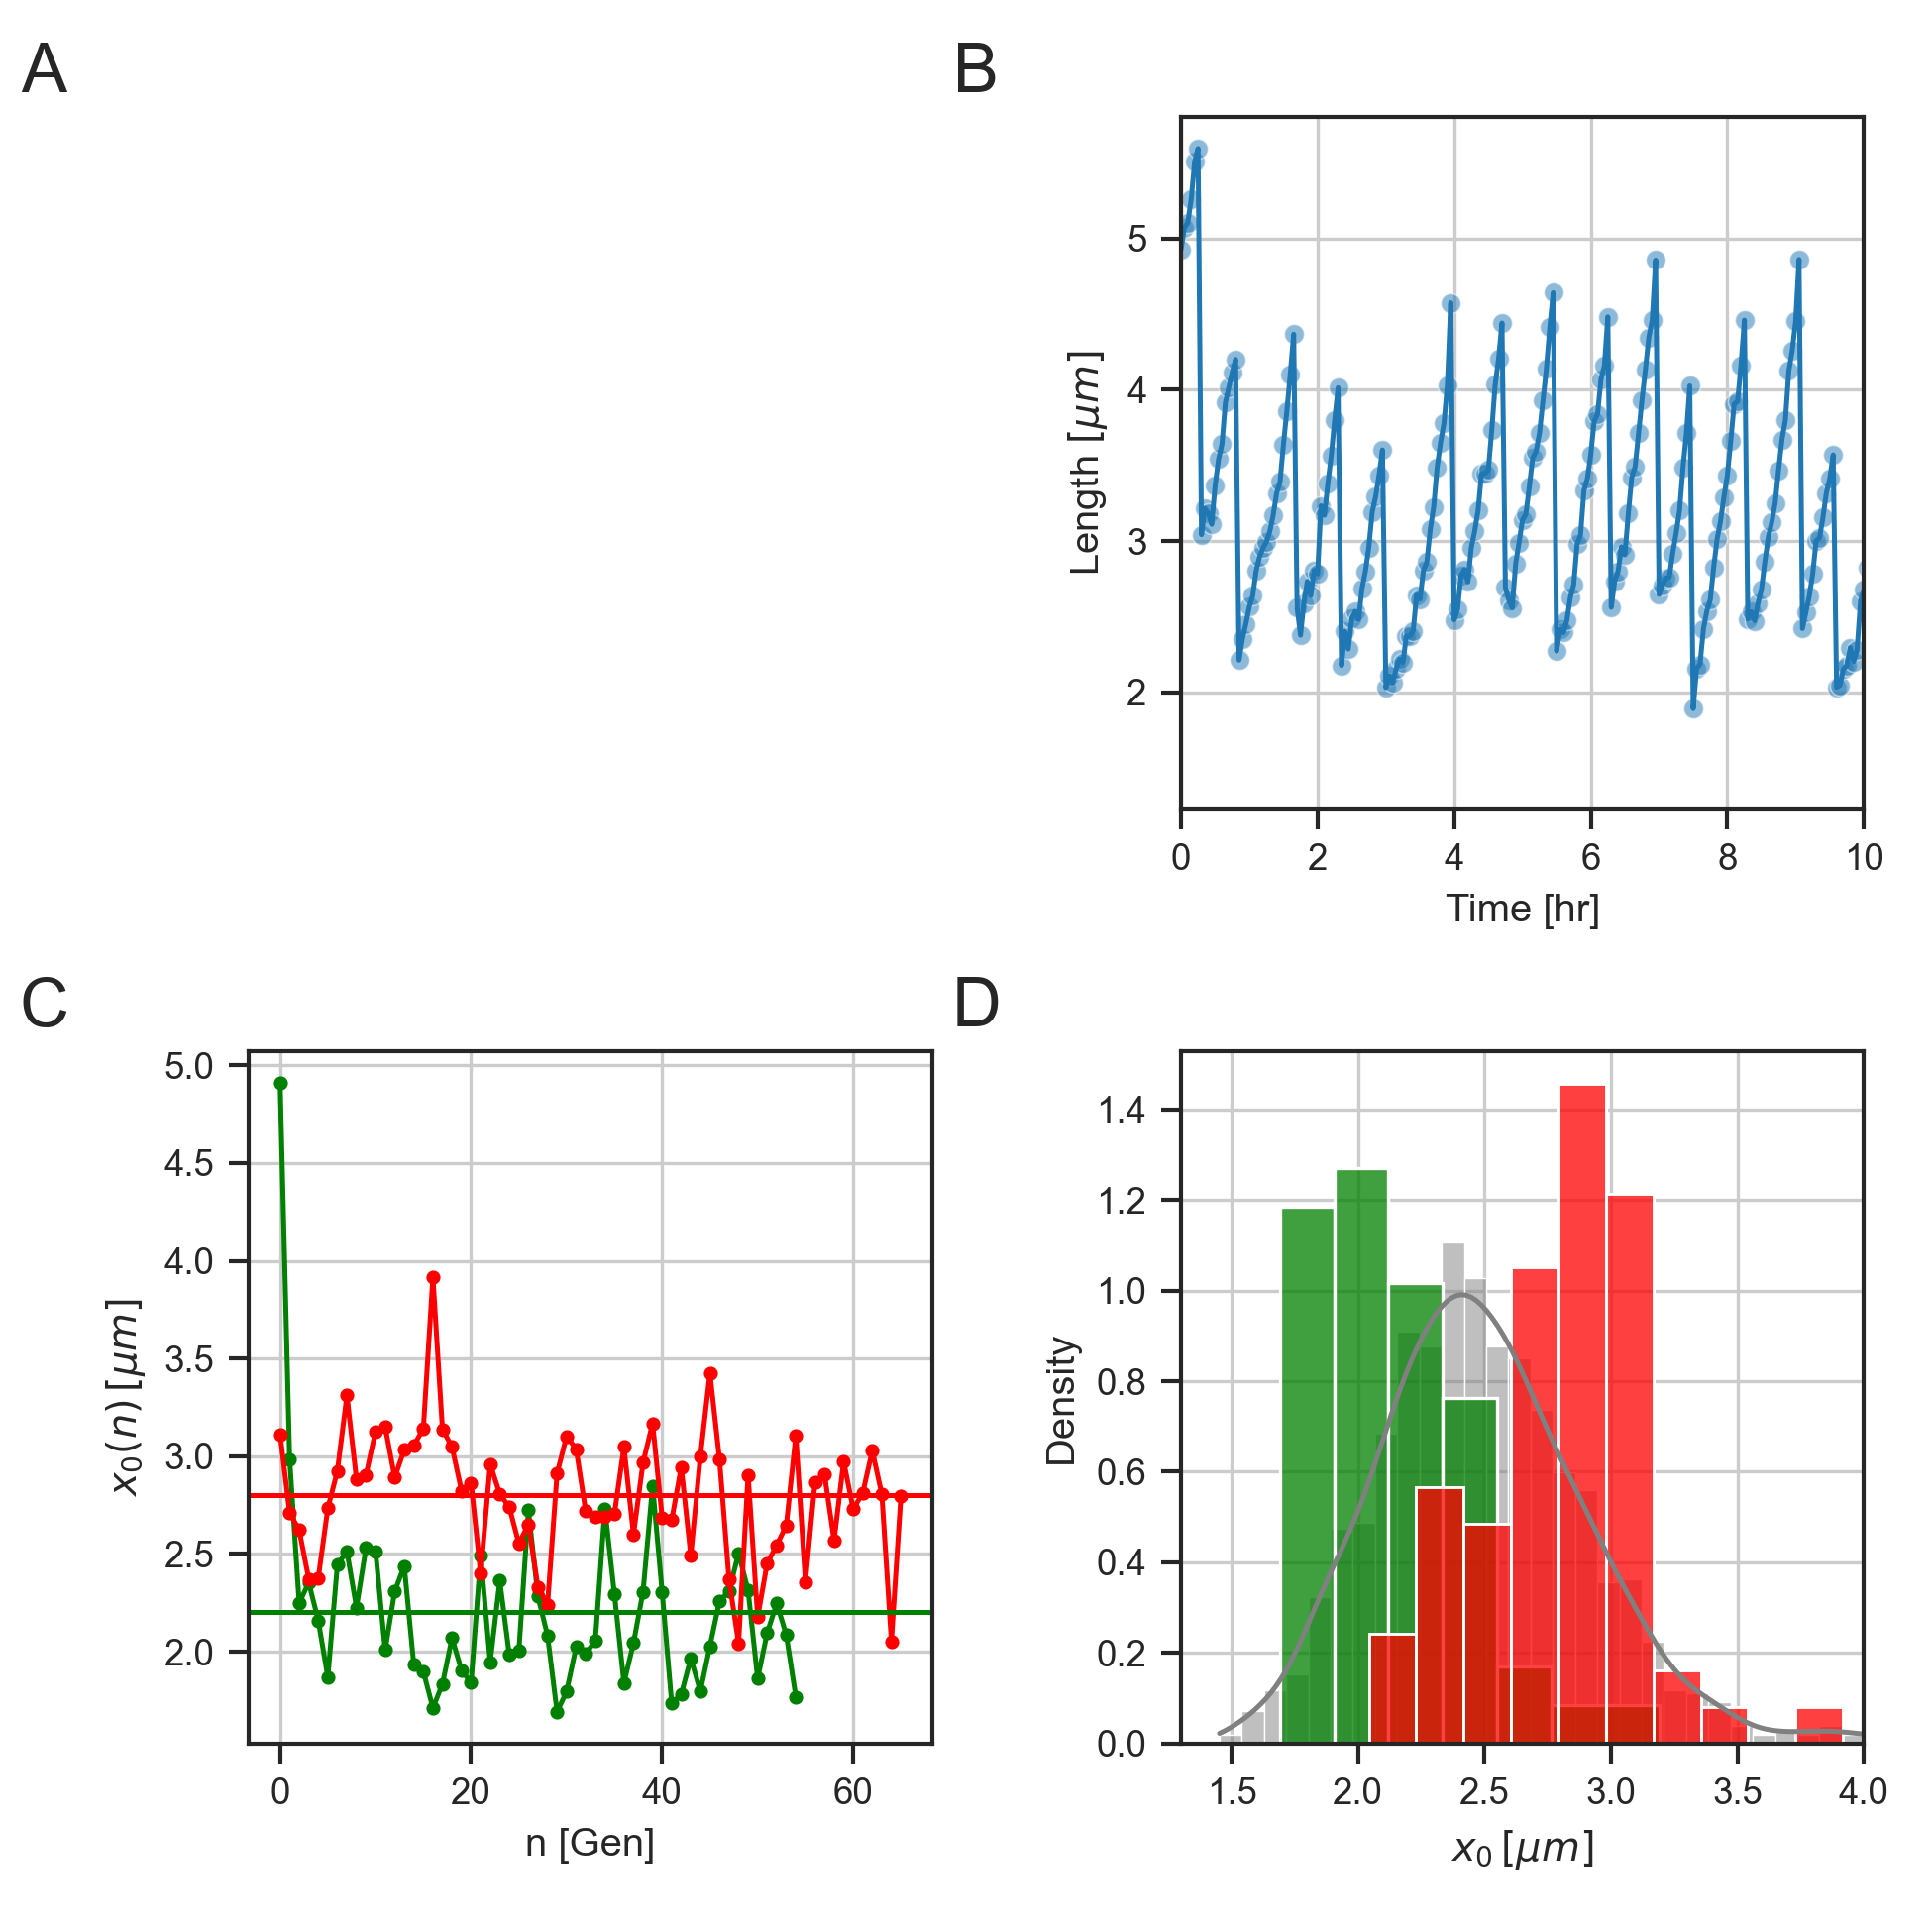 A
B
5
4
3
2
Length [μm]
0 2 4 6 8 10
Time [hr]
C
5.0
4.5
4.0
3.5
3.0
2.5
2.0
x₀(n) [μm]
0 20 40 60
n [Gen]
D
1.4
1.2
1.0
0.8
0.6
0.4
0.2
0.0
Density
1.5 2.0 2.5 3.0 3.5 4.0
x₀ [μm]